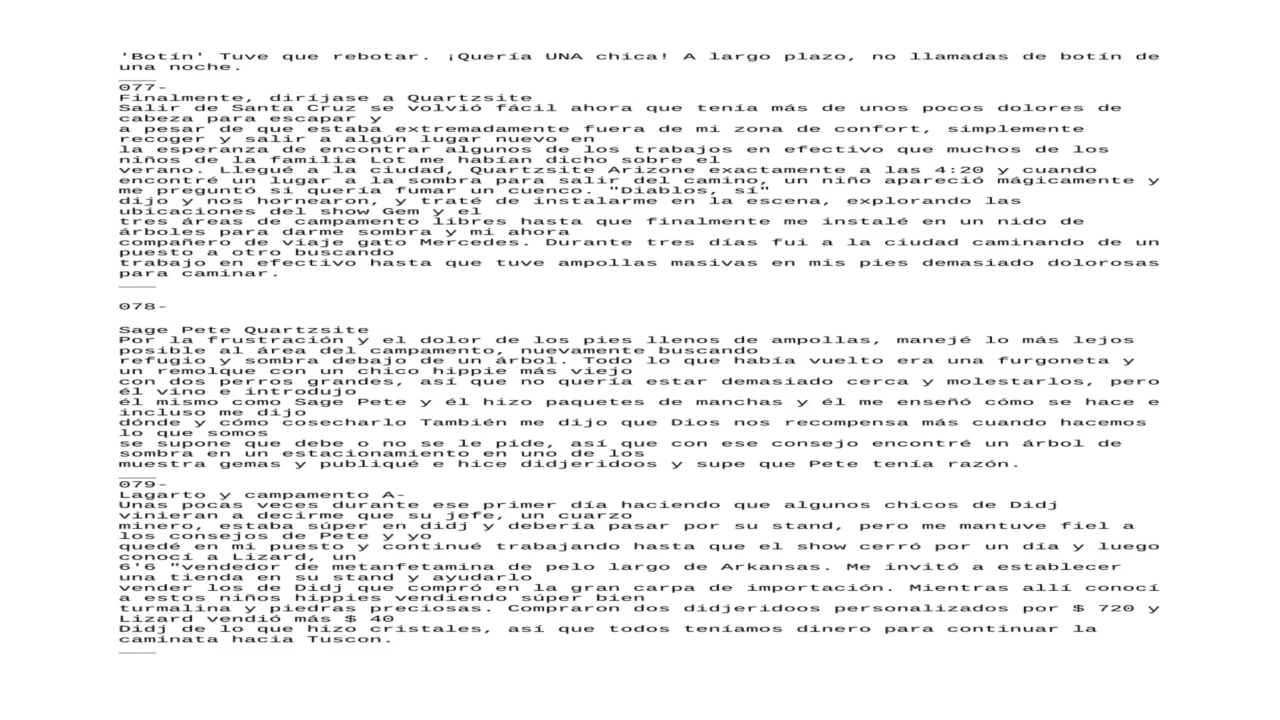 'Botín' Tuve que rebotar. ¡Quería UNA chica! A largo plazo, no llamadas de botín de
una noche.
____
077-
Finalmente, diríjase a Quartzsite
Salir de Santa Cruz se volvió fácil ahora que tenía más de unos pocos dolores de
cabeza para escapar y
a pesar de que estaba extremadamente fuera de mi zona de confort, simplemente
recoger y salir a algún lugar nuevo en
la esperanza de encontrar algunos de los trabajos en efectivo que muchos de los
niños de la familia Lot me habían dicho sobre el
verano. Llegué a la ciudad, Quartzsite Arizone exactamente a las 4:20 y cuando
encontré un lugar a la sombra para salir del camino, un niño apareció mágicamente y
me preguntó si quería fumar un cuenco. "Diablos, sí"
dijo y nos hornearon, y traté de instalarme en la escena, explorando las
ubicaciones del show Gem y el
tres áreas de campamento libres hasta que finalmente me instalé en un nido de
árboles para darme sombra y mi ahora
compañero de viaje gato Mercedes. Durante tres días fui a la ciudad caminando de un
puesto a otro buscando
trabajo en efectivo hasta que tuve ampollas masivas en mis pies demasiado dolorosas
para caminar.
____
078-
Sage Pete Quartzsite
Por la frustración y el dolor de los pies llenos de ampollas, manejé lo más lejos
posible al área del campamento, nuevamente buscando
refugio y sombra debajo de un árbol. Todo lo que había vuelto era una furgoneta y
un remolque con un chico hippie más viejo
con dos perros grandes, así que no quería estar demasiado cerca y molestarlos, pero
él vino e introdujo
él mismo como Sage Pete y él hizo paquetes de manchas y él me enseñó cómo se hace e
incluso me dijo
dónde y cómo cosecharlo También me dijo que Dios nos recompensa más cuando hacemos
lo que somos
se supone que debe o no se le pide, así que con ese consejo encontré un árbol de
sombra en un estacionamiento en uno de los
muestra gemas y publiqué e hice didjeridoos y supe que Pete tenía razón.
____
079-
Lagarto y campamento A-
Unas pocas veces durante ese primer día haciendo que algunos chicos de Didj
vinieran a decirme que su jefe, un cuarzo
minero, estaba súper en didj y debería pasar por su stand, pero me mantuve fiel a
los consejos de Pete y yo
quedé en mi puesto y continué trabajando hasta que el show cerró por un día y luego
conocí a Lizard, un
6'6 "vendedor de metanfetamina de pelo largo de Arkansas. Me invitó a establecer
una tienda en su stand y ayudarlo
vender los de Didj que compró en la gran carpa de importación. Mientras allí conocí
a estos niños hippies vendiendo súper bien
turmalina y piedras preciosas. Compraron dos didjeridoos personalizados por $ 720 y
Lizard vendió más $ 40
Didj de lo que hizo cristales, así que todos teníamos dinero para continuar la
caminata hacia Tuscon.
____